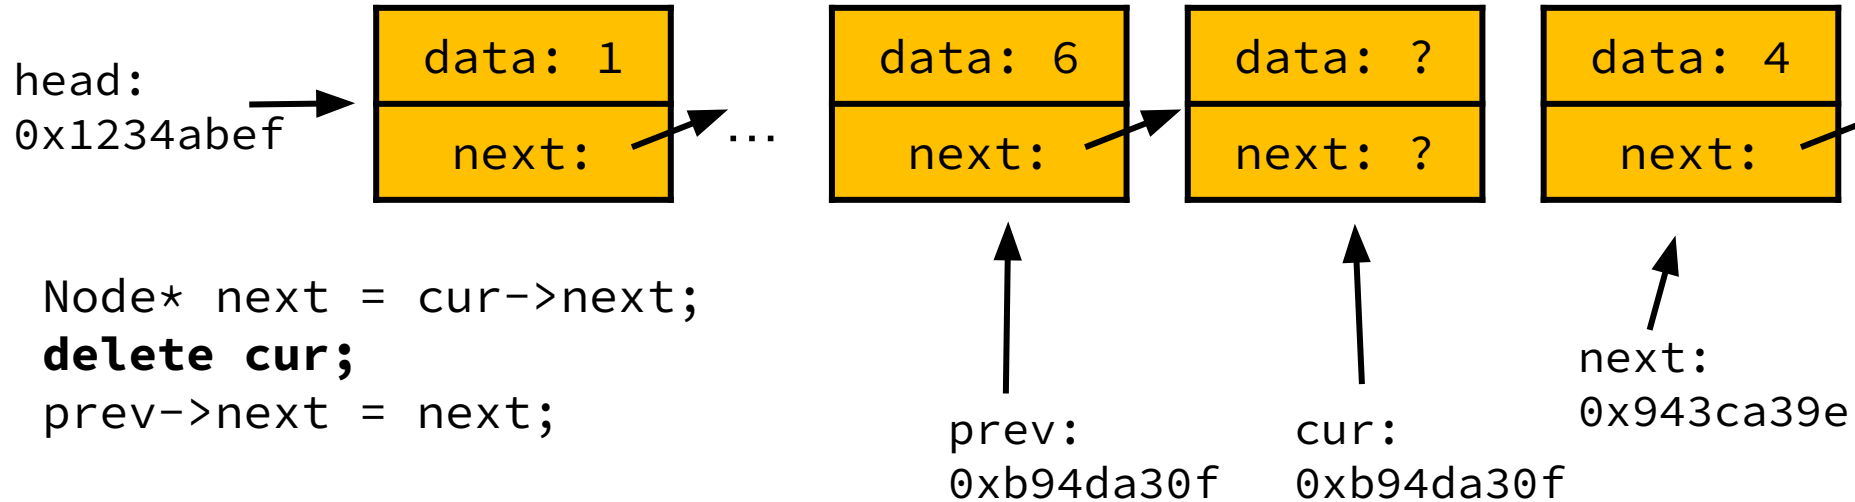 head:
0x1234abef
data: 1
next:
...
data: 6
next:
data: ?
next: ?
data: 4
next:
Node* next = cur->next;
delete cur;
prev->next = next;
prev:
0xb94da30f
cur:
0xb94da30f
next:
0x943ca39e